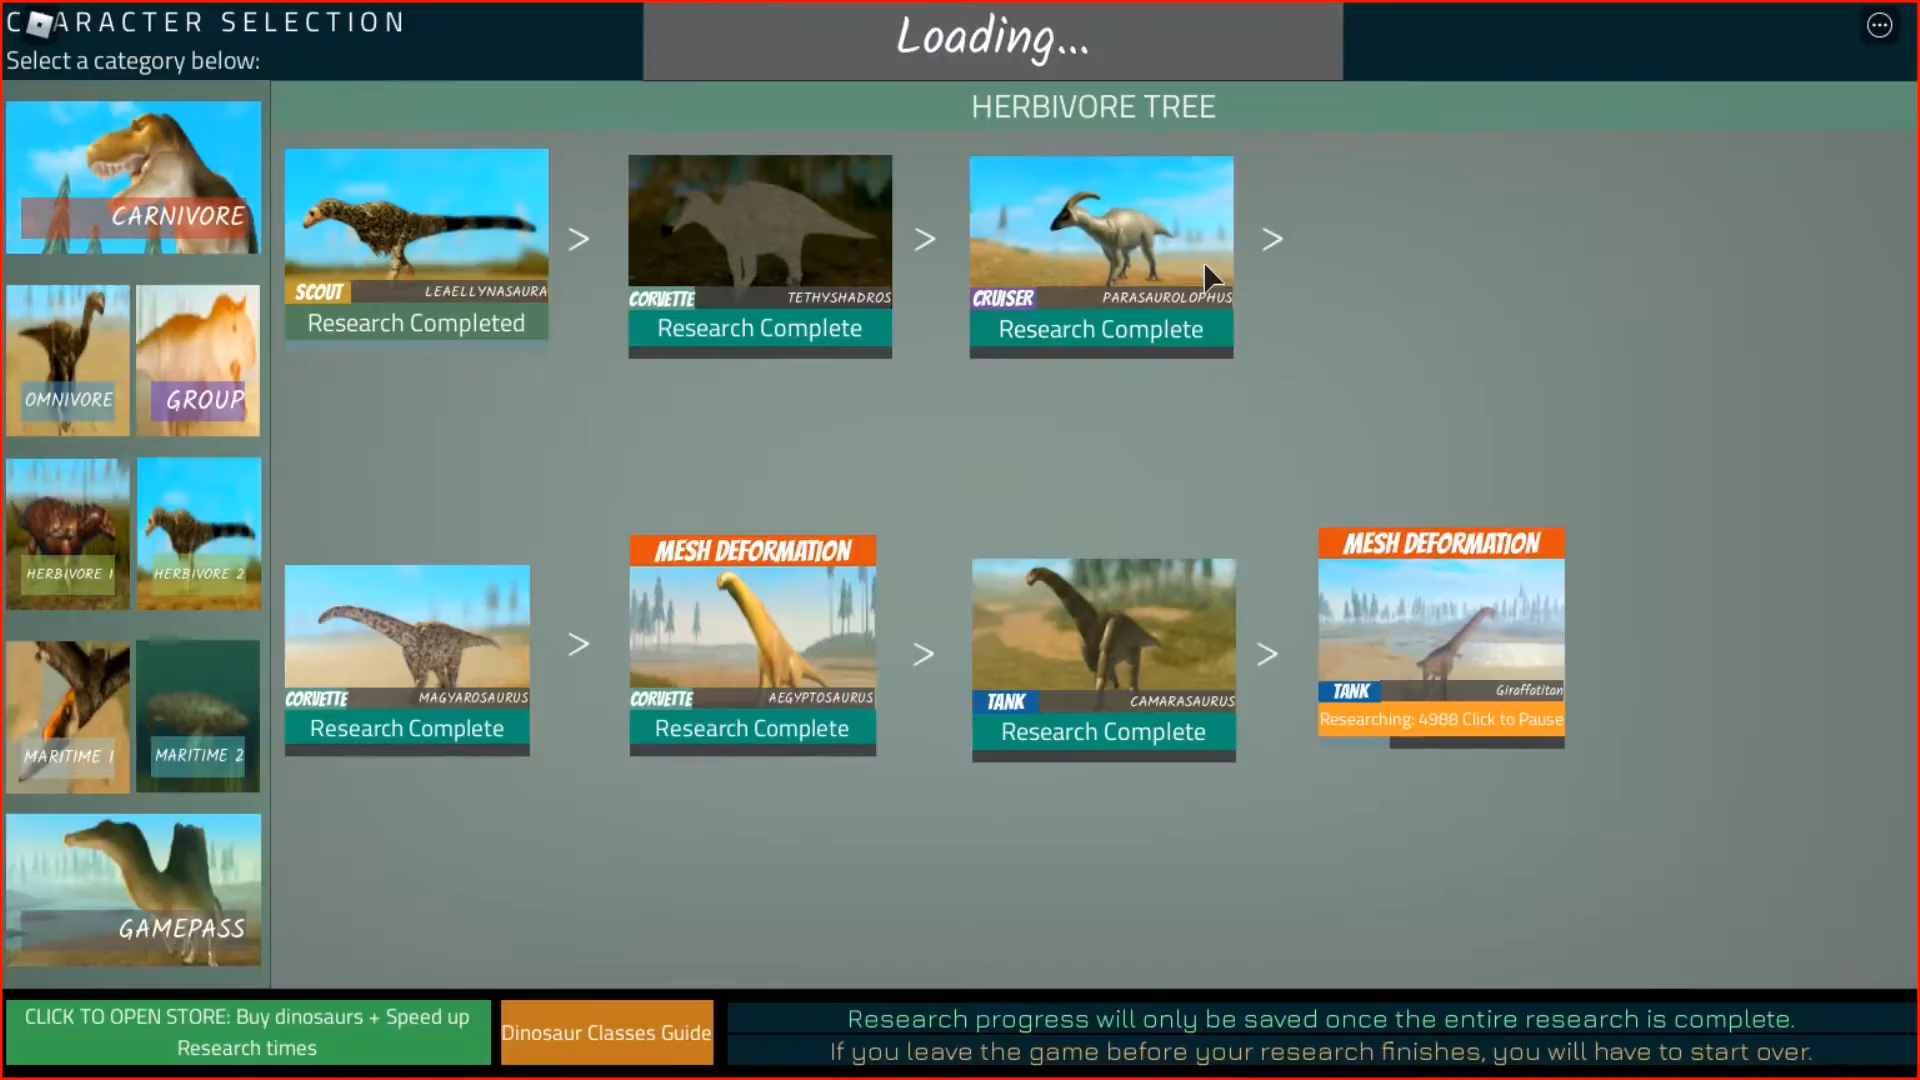 CHARACTER SELECTION
Select a category below:
Loading...
HERBIVORE TREE
CARNIVORE
OMNIVORE
GROUP
HERBIVORE 1
HERBIVORE 2
MARITIME 1
MARITIME 2
GAMEPASS
SCOUT
LEAELLYNASAURA
Research Completed
>
CORVETTE
TETHYSHADROS
Research Complete
>
CRUISER
PARASAUROLOPHUS
Research Complete
>
CORVETTE
MAGYAROSAURUS
Research Complete
>
MESH DEFORMATION
CORVETTE
AEGYPTOSAURUS
Research Complete
>
TANK
CAMARASAURUS
Research Complete
>
MESH DEFORMATION
TANK
Giraffatitan
Researching: 4988 Click to Pause
CLICK TO OPEN STORE: Buy dinosaurs + Speed up
Research times
Dinosaur Classes Guide
Research progress will only be saved once the entire research is complete.
If you leave the game before your research finishes, you will have to start over.